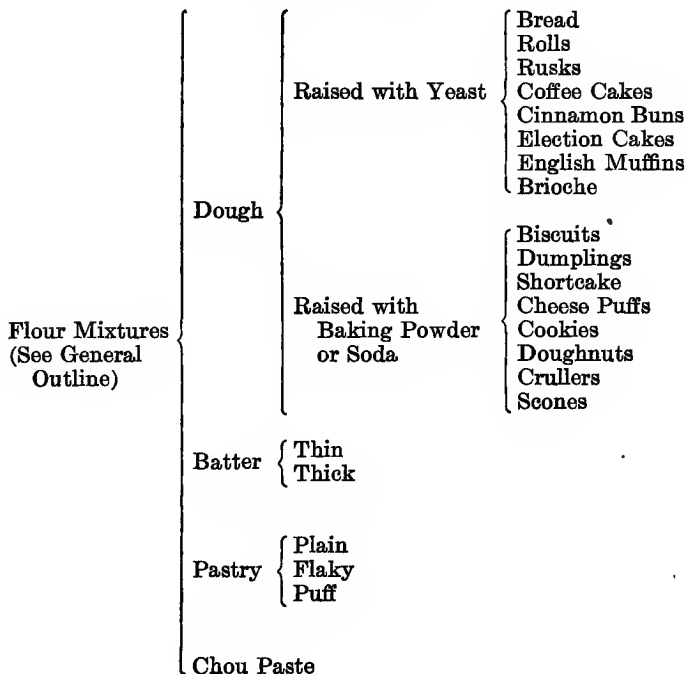 Flour Mixtures
(See General
Outline)
Dough
Raised with Yeast
Bread
Rolls
Rusks
Coffee Cakes
Cinnamon Buns
Election Cakes
English Muffins
Brioche
Raised with
Baking Powder
or Soda
Biscuits
Dumplings
Shortcake
Cheese Puffs
Cookies
Doughnuts
Crullers
Scones
Batter
Thin
Thick
Pastry
Plain
Flaky
Puff
Chou Paste